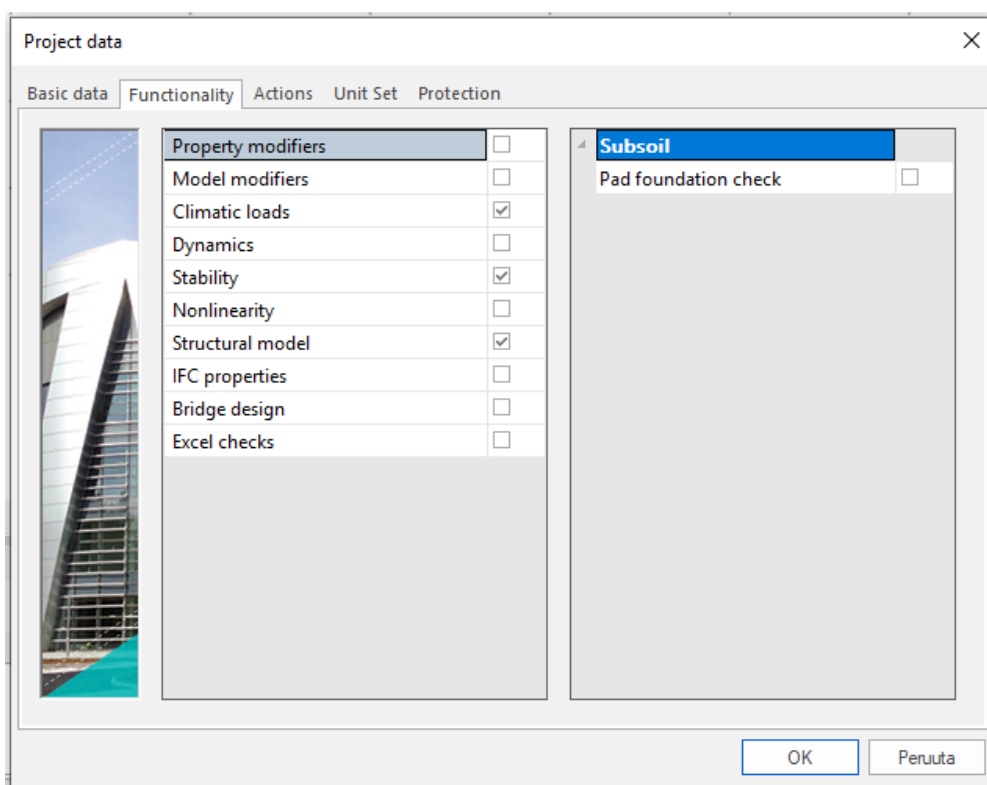 Project data
Basic data Functionality Actions Unit Set Protection
Property modifiers
Model modifiers
Climatic loads
Dynamics
Stability
Nonlinearity
Structural model
IFC properties
Bridge design
Excel checks
Subsoil
Pad foundation check
OK Peruuta